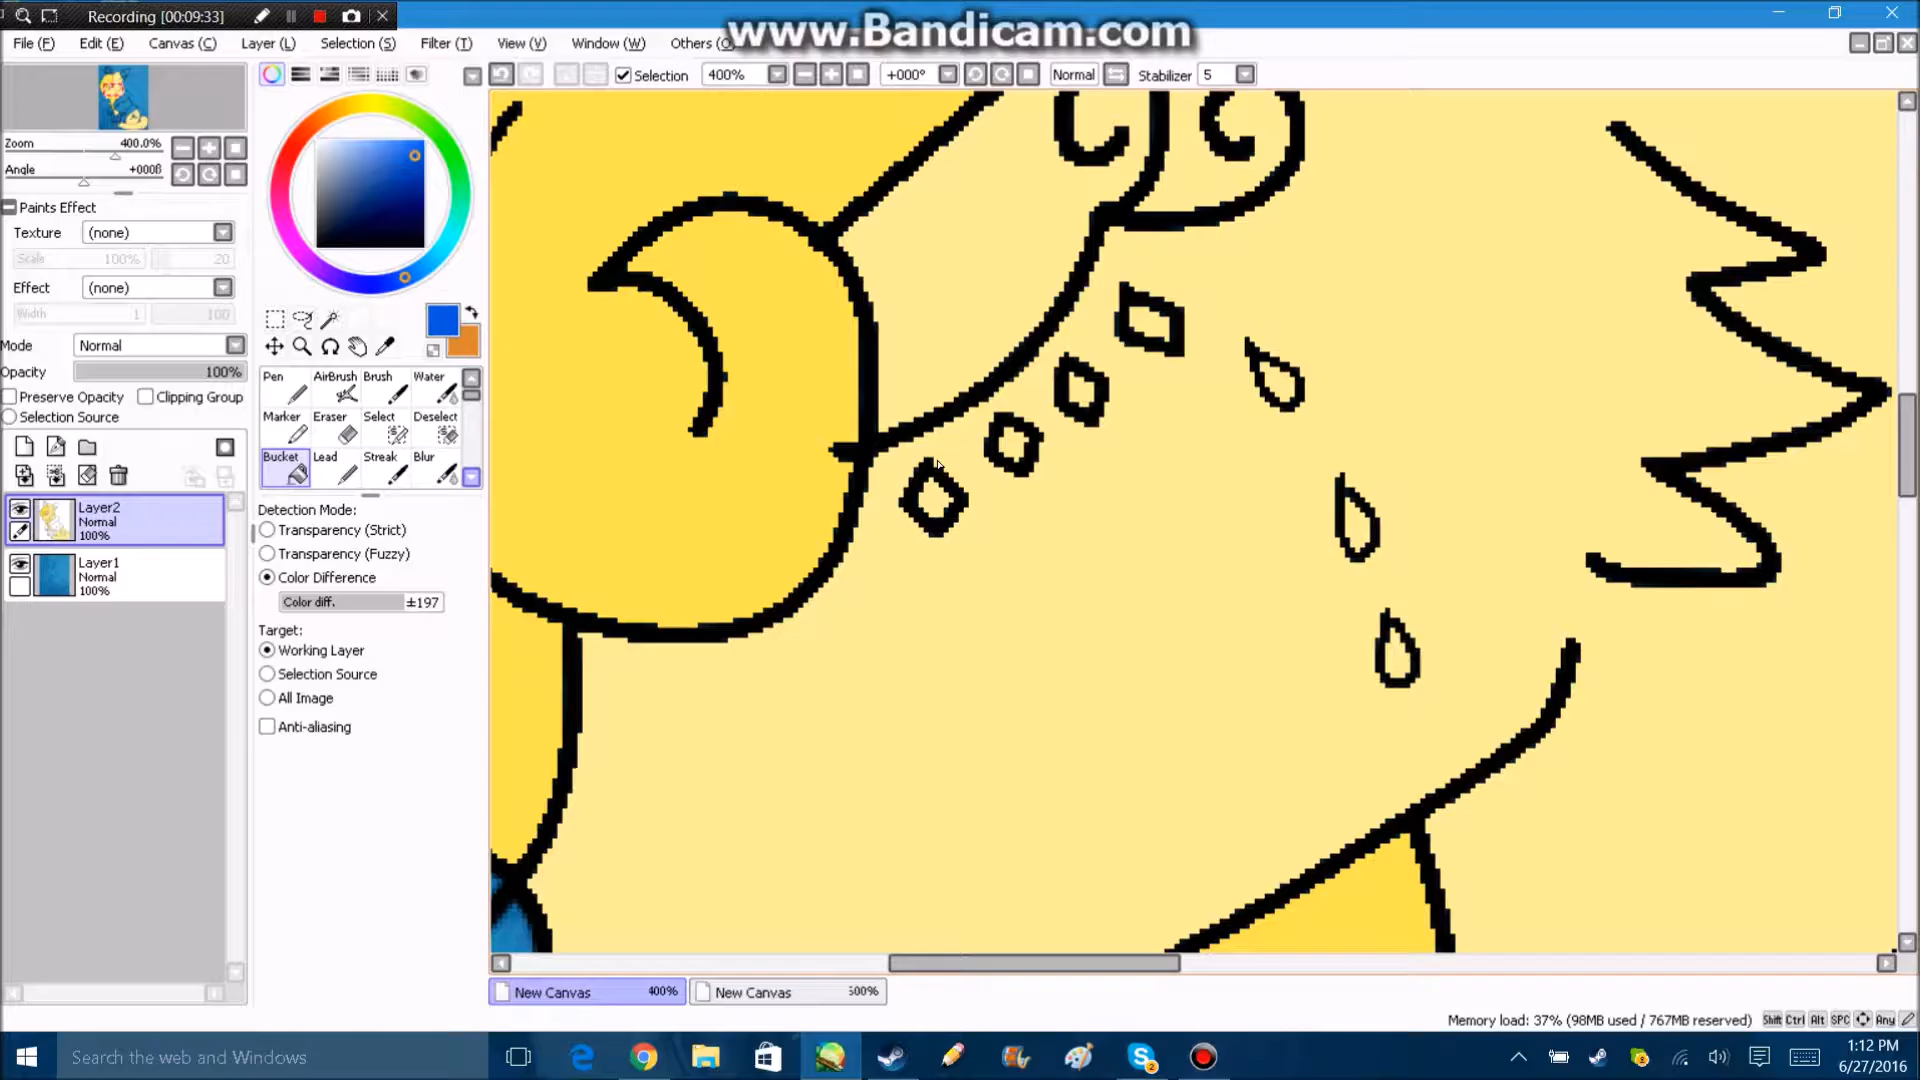 Recording [00:09:33]
www.Bandicam.com
File (F) Edit (E) Canvas (C) Layer (L) Selection (S) Filter (T) View (V) Window (W) Others (O)
Selection 400% +000° Normal Stabilizer 5
Zoom 400.0%
Angle +000ß
Paints Effect
Texture (none)
Scale 100% 20
Effect (none)
Width 1 100
Mode Normal
Opacity 100%
Preserve Opacity Clipping Group
Selection Source
Layer2
Normal
100%
Layer1
Normal
100%
Pen AirBrush Brush Water
Marker Eraser Select Deselect
Bucket Lead Streak Blur
Detection Mode:
Transparency (Strict)
Transparency (Fuzzy)
Color Difference
Color diff. ±197
Target:
Working Layer
Selection Source
All Image
Anti-aliasing
New Canvas 400% New Canvas 500%
Memory load: 37% (98MB used / 767MB reserved) Shift Ctrl Alt SPC Any
Search the web and Windows
2
1:12 PM
6/27/2016